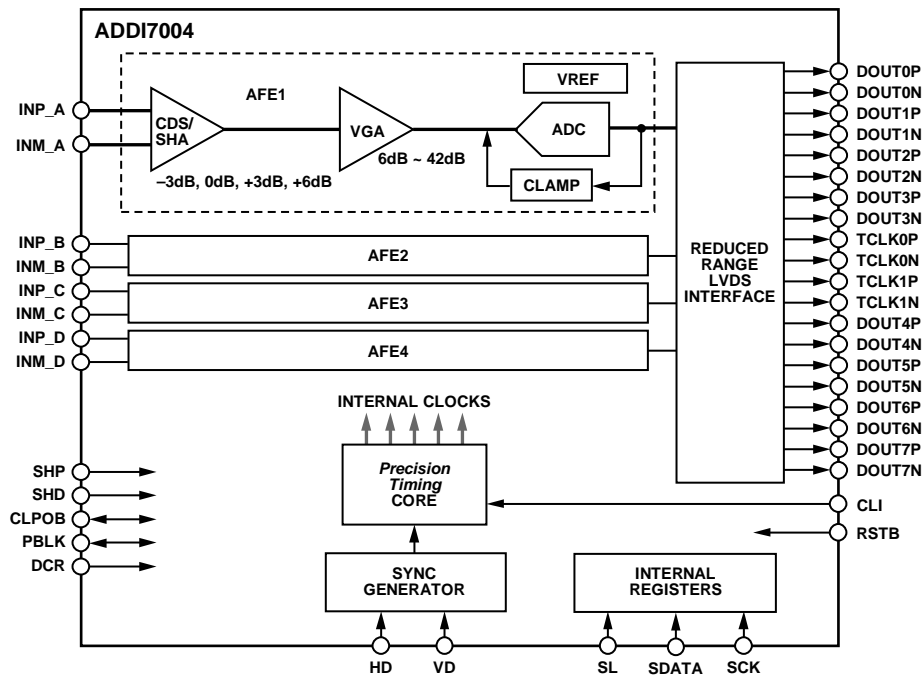 ADDI7004
AFE1
VREF
CDS/
SHA
VGA
ADC
CLAMP
–3dB, 0dB, +3dB, +6dB
6dB ~ 42dB
INP_A
INM_A
INP_B
INM_B
INP_C
INM_C
INP_D
INM_D
AFE2
AFE3
AFE4
REDUCED
RANGE
LVDS
INTERFACE
DOUT0P
DOUT0N
DOUT1P
DOUT1N
DOUT2P
DOUT2N
DOUT3P
DOUT3N
TCLK0P
TCLK0N
TCLK1P
TCLK1N
DOUT4P
DOUT4N
DOUT5P
DOUT5N
DOUT6P
DOUT6N
DOUT7P
DOUT7N
INTERNAL CLOCKS
Precision
Timing
CORE
SHP
SHD
CLPOB
PBLK
DCR
CLI
RSTB
SYNC
GENERATOR
INTERNAL
REGISTERS
HD
VD
SL
SDATA
SCK